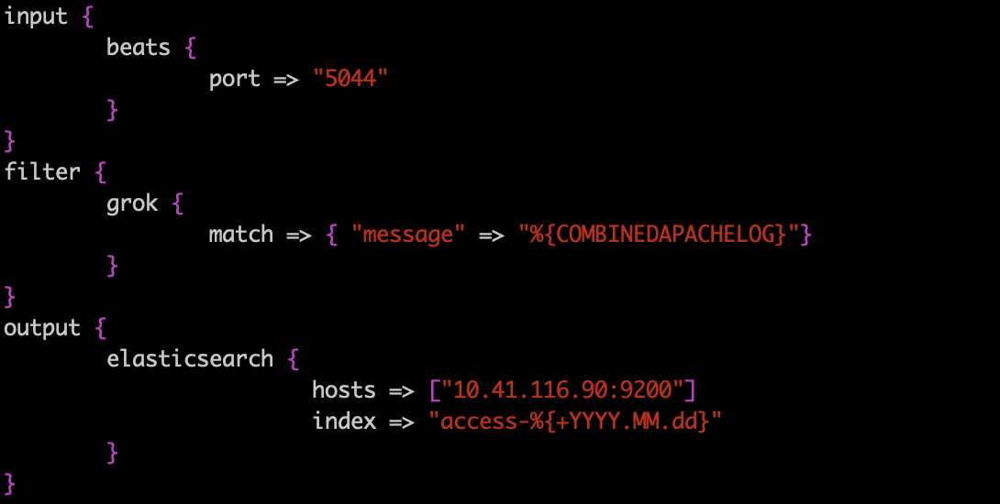 input {
        beats {
                port => "5044"
        }
}
filter {
        grok {
                match => { "message" => "%{COMBINEDAPACHELOG}"}
        }
}
output {
        elasticsearch {
                        hosts => ["10.41.116.90:9200"]
                        index => "access-%{+YYYY.MM.dd}"
        }
}